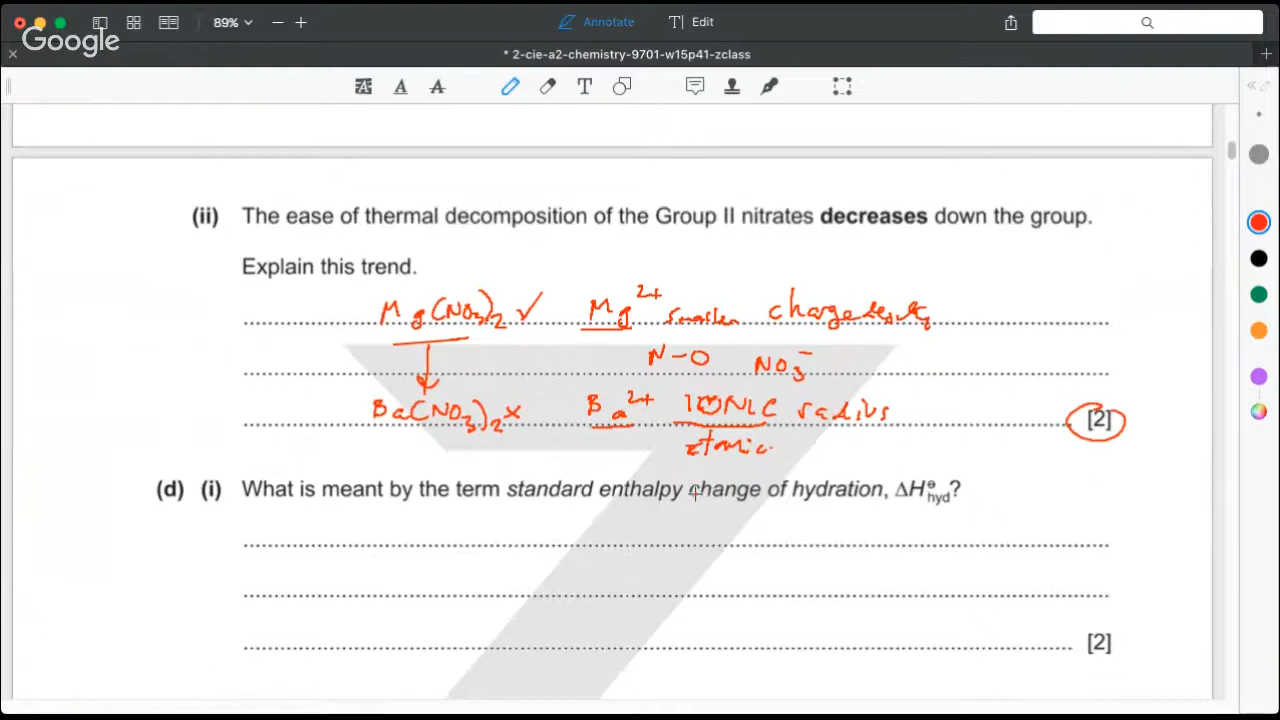 89%
Annotate
Edit
Google
* 2-cie-a2-chemistry-9701-w15p41-zclass
(ii) The ease of thermal decomposition of the Group II nitrates decreases down the group.
Explain this trend.
Mg(NO3)2 ✓ Mg2+ smaller charge density
N-O NO3-
Ba(NO3)2 x Ba2+ IONIC radius [2]
atomic
(d) (i) What is meant by the term standard enthalpy change of hydration, ΔH⦵hyd?
[2]